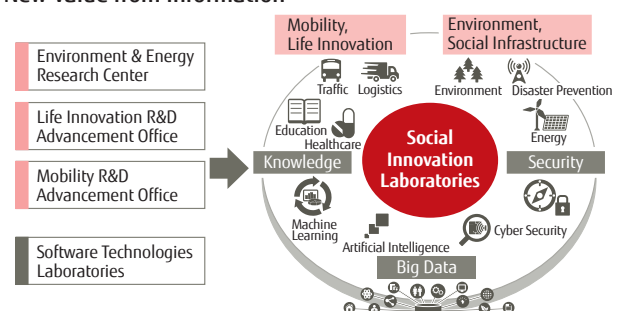 New Value from Information
Environment & Energy
Research Center
Life Innovation R&D
Advancement Office
Mobility R&D
Advancement Office
Software Technologies
Laboratories
Mobility,
Life Innovation
Environment,
Social Infrastructure
Traffic
Logistics
Environment
Disaster Prevention
Education
Healthcare
Energy
Social
Innovation
Laboratories
Knowledge
Security
Machine
Learning
Artificial Intelligence
Cyber Security
Big Data